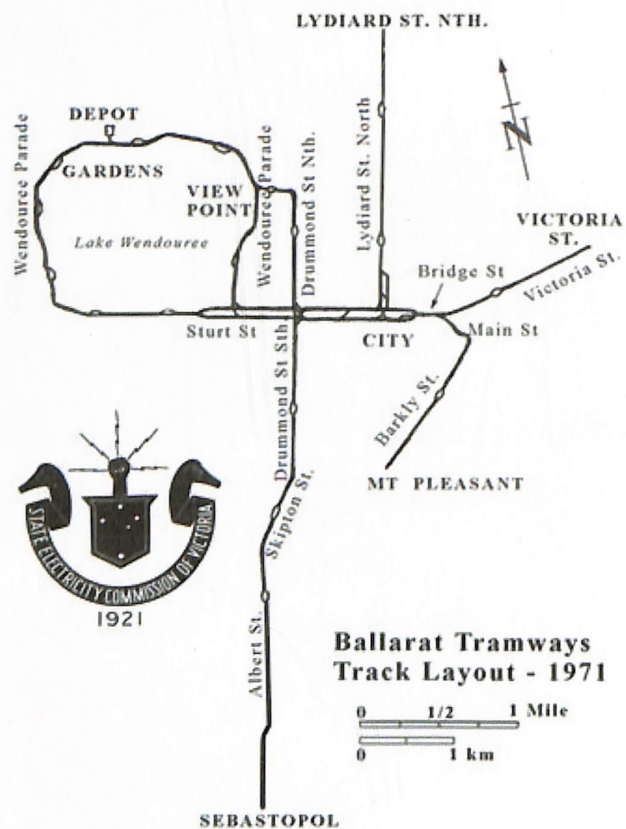 LYDIARD ST. NTH.
DEPOT
GARDENS
VIEW
POINT
Lake Wendouree
Wendouree Parade
Wendouree Parade
Drummond St Nth.
Lydiard St. North
N
VICTORIA
ST.
Bridge St
Victoria St.
Sturt St
CITY
Main St
Drummond St Sth
Barkly St.
MT PLEASANT
Skipton St.
STATE ELECTRICITY COMMISSION OF VICTORIA
1921
Albert St.
Ballarat Tramways
Track Layout - 1971
0 1/2 1 Mile
0 1 km
SEBASTOPOL